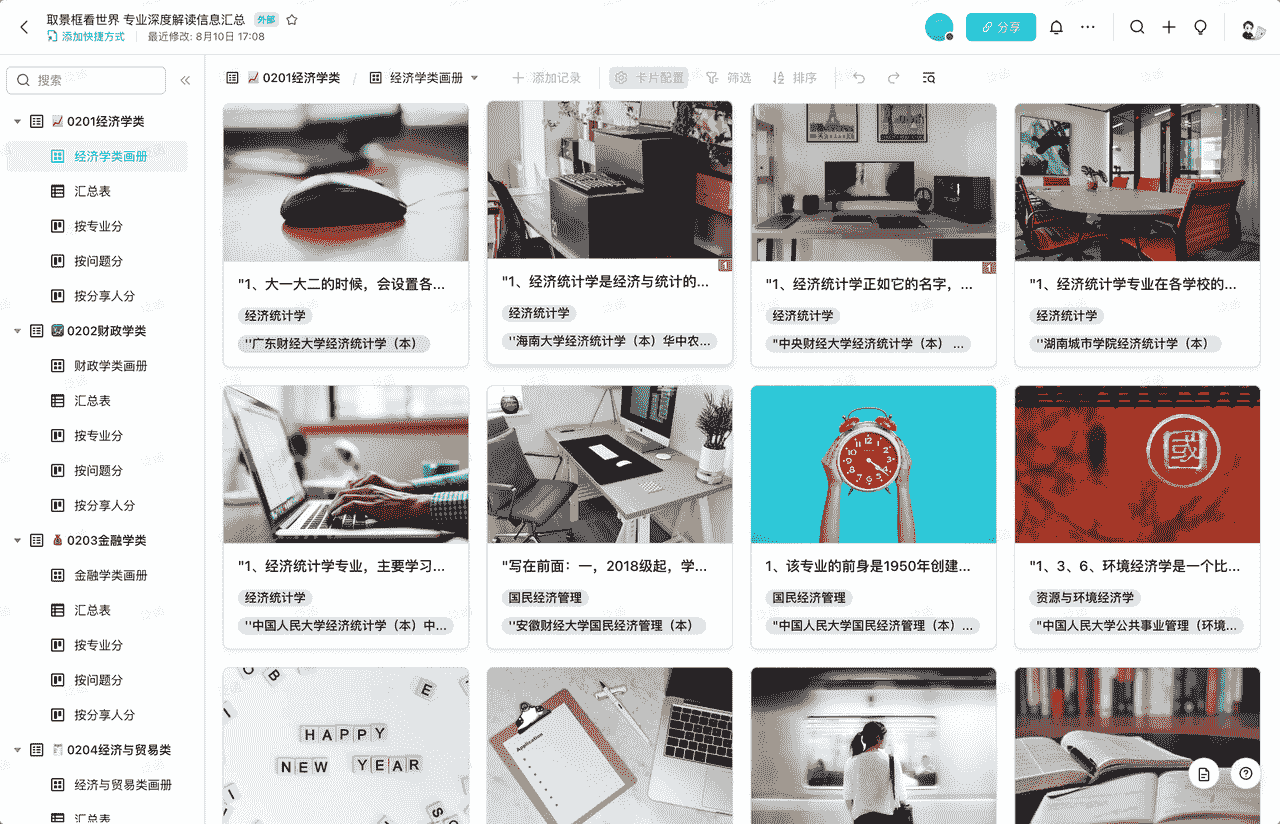 取景框看世界 专业深度解读信息汇总 外部
添加快捷方式 最近修改: 8月10日 17:08
分享
搜索
0201经济学类 / 经济学类画册 添加记录 卡片配置 筛选 排序
0201经济学类
经济学类画册
汇总表
按专业分
按问题分
按分享人分
0202财政学类
财政学类画册
汇总表
按专业分
按问题分
按分享人分
0203金融学类
金融学类画册
汇总表
按专业分
按问题分
按分享人分
0204经济与贸易类
经济与贸易类画册
汇总表
"1、大一大二的时候，会设置各...
经济统计学
''广东财经大学经济统计学（本）
1
"1、经济统计学是经济与统计的...
经济统计学
''海南大学经济统计学（本）华中农...
1
"1、经济统计学正如它的名字，...
经济统计学
"中央财经大学经济统计学（本） ...
"1、经济统计学专业在各学校的...
经济统计学
''湖南城市学院经济统计学（本）
"1、经济统计学专业，主要学习...
经济统计学
''中国人民大学经济统计学（本）中...
"写在前面：一，2018级起，学...
国民经济管理
''安徽财经大学国民经济管理（本）
12 1 2 3 4 5 6 7 8 9 10 11
1、该专业的前身是1950年创建...
国民经济管理
"中国人民大学国民经济管理（本）...
國
"1、3、6、环境经济学是一个比...
资源与环境经济学
"中国人民大学公共事业管理（环境...
HAPPY
NEW YEAR
Application